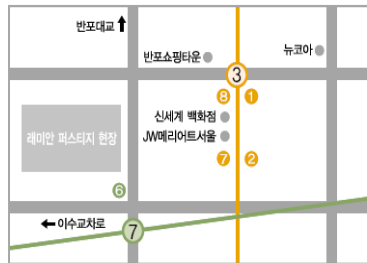 반포대교
반포쇼핑타운
뉴코아
3
8 1
신세계 백화점
JW메리어트서울
래미안 퍼스티지 현장
7 2
6
이수교차로
7